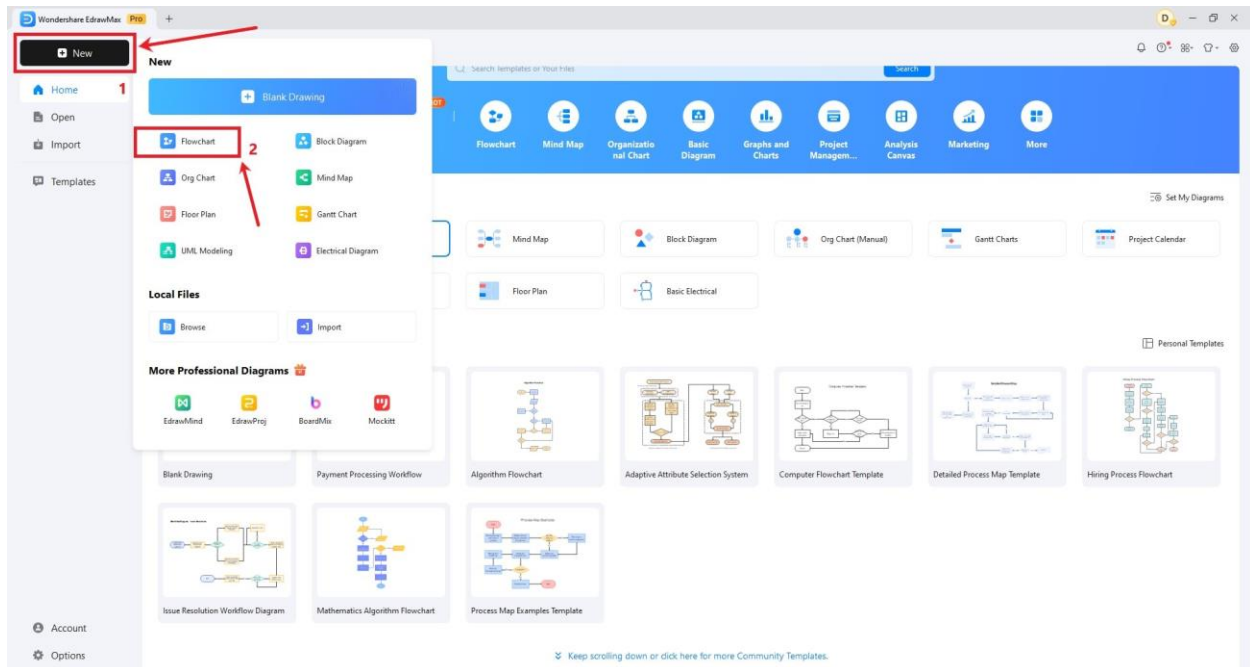 Wondershare EdrawMax Pro +
D
New
1
Home
Open
Import
Templates
Account
Options
New
Blank Drawing
Flowchart
2
Block Diagram
Org Chart
Mind Map
Floor Plan
Gantt Chart
UML Modeling
Electrical Diagram
Local Files
Browse
Import
More Professional Diagrams
EdrawMind
EdrawProj
BoardMix
Mockitt
Search Templates or Your Files
Search
Flowchart
Mind Map
Organizatio
nal Chart
Basic
Diagram
Graphs and
Charts
Project
Managem...
Analysis
Canvas
Marketing
More
Set My Diagrams
Mind Map
Block Diagram
Org Chart (Manual)
Gantt Charts
Project Calendar
Floor Plan
Basic Electrical
Personal Templates
Blank Drawing
Payment Processing Workflow
Algorithm Flowchart
Adaptive Attribute Selection System
Computer Flowchart Template
Detailed Process Map Template
Hiring Process Flowchart
Issue Resolution Workflow Diagram
Mathematics Algorithm Flowchart
Process Map Examples Template
Keep scrolling down or click here for more Community Templates.